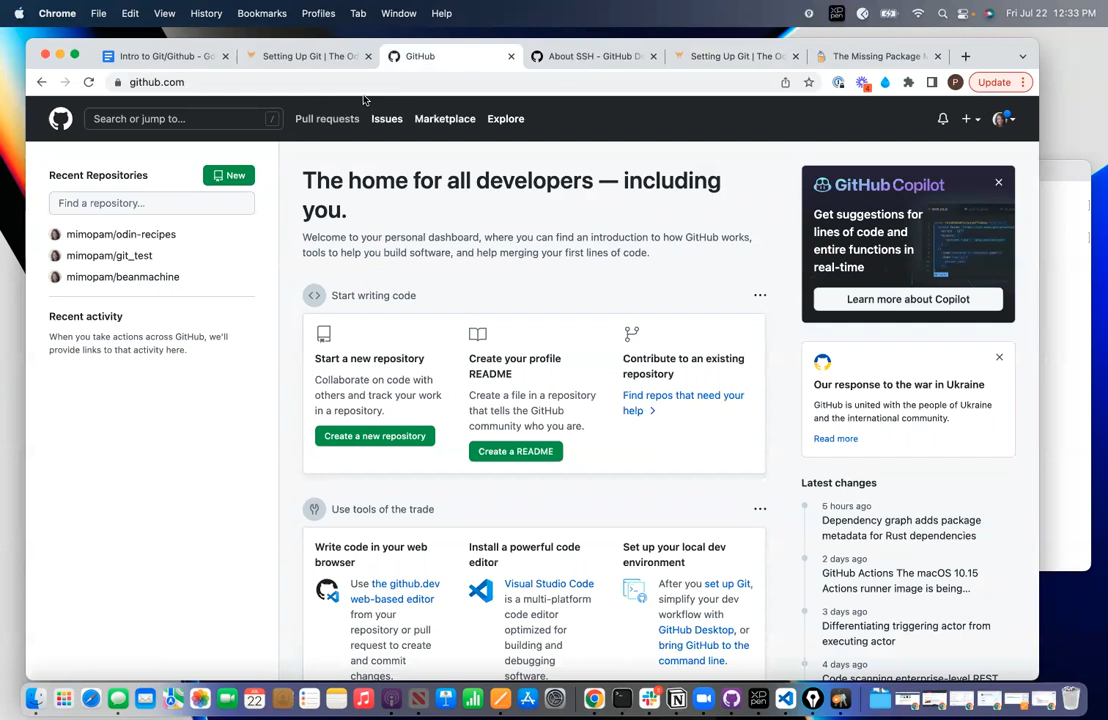 Chrome File Edit View History Bookmarks Profiles Tab Window Help
Fri Jul 22 12:33 PM
Intro to Git/Github - Go
Setting Up Git | The Od
GitHub
About SSH - GitHub D
Setting Up Git | The O
The Missing Package M
github.com
Update
Search or jump to... /
Pull requests Issues Marketplace Explore
Recent Repositories
New
Find a repository...
mimopam/odin-recipes
mimopam/git_test
mimopam/beanmachine
Recent activity
When you take actions across GitHub, we'll
provide links to that activity here.
The home for all developers — including
you.
Welcome to your personal dashboard, where you can find an introduction to how GitHub works,
tools to help you build software, and help merging your first lines of code.
Start writing code
Start a new repository
Collaborate on code with
others and track your work
in a repository.
Create a new repository
Create your profile
README
Create a file in a repository
that tells the GitHub
community who you are.
Create a README
Contribute to an existing
repository
Find repos that need your
help
Use tools of the trade
Write code in your web
browser
Use the github.dev
web-based editor
from your
repository or pull
request to create
and commit
changes.
Install a powerful code
editor
Visual Studio Code
is a multi-platform
code editor
optimized for
building and
debugging
software.
Set up your local dev
environment
After you set up Git,
simplify your dev
workflow with
GitHub Desktop, or
bring GitHub to the
command line.
GitHub Copilot
Get suggestions for
lines of code and
entire functions in
real-time
Learn more about Copilot
Our response to the war in Ukraine
GitHub is united with the people of Ukraine
and the international community.
Read more
Latest changes
5 hours ago
Dependency graph adds package
metadata for Rust dependencies
2 days ago
GitHub Actions The macOS 10.15
Actions runner image is being...
3 days ago
Differentiating triggering actor from
executing actor
4 days ago
Code scanning enterprise-level REST